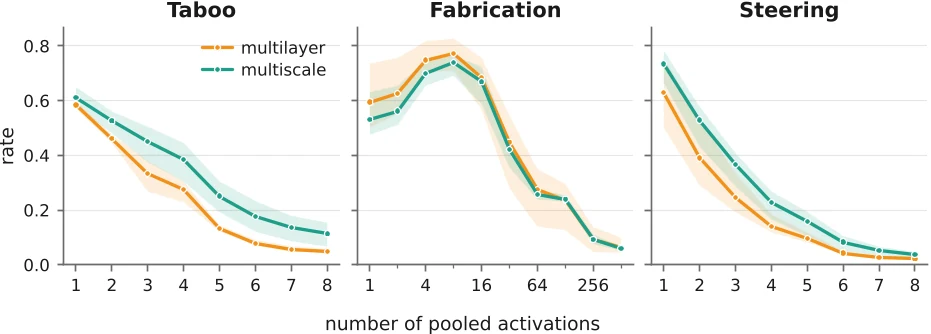 Taboo
Fabrication
Steering
multilayer
multiscale
rate
0.8
0.6
0.4
0.2
0.0
1 2 3 4 5 6 7 8
1 4 16 64 256
1 2 3 4 5 6 7 8
number of pooled activations